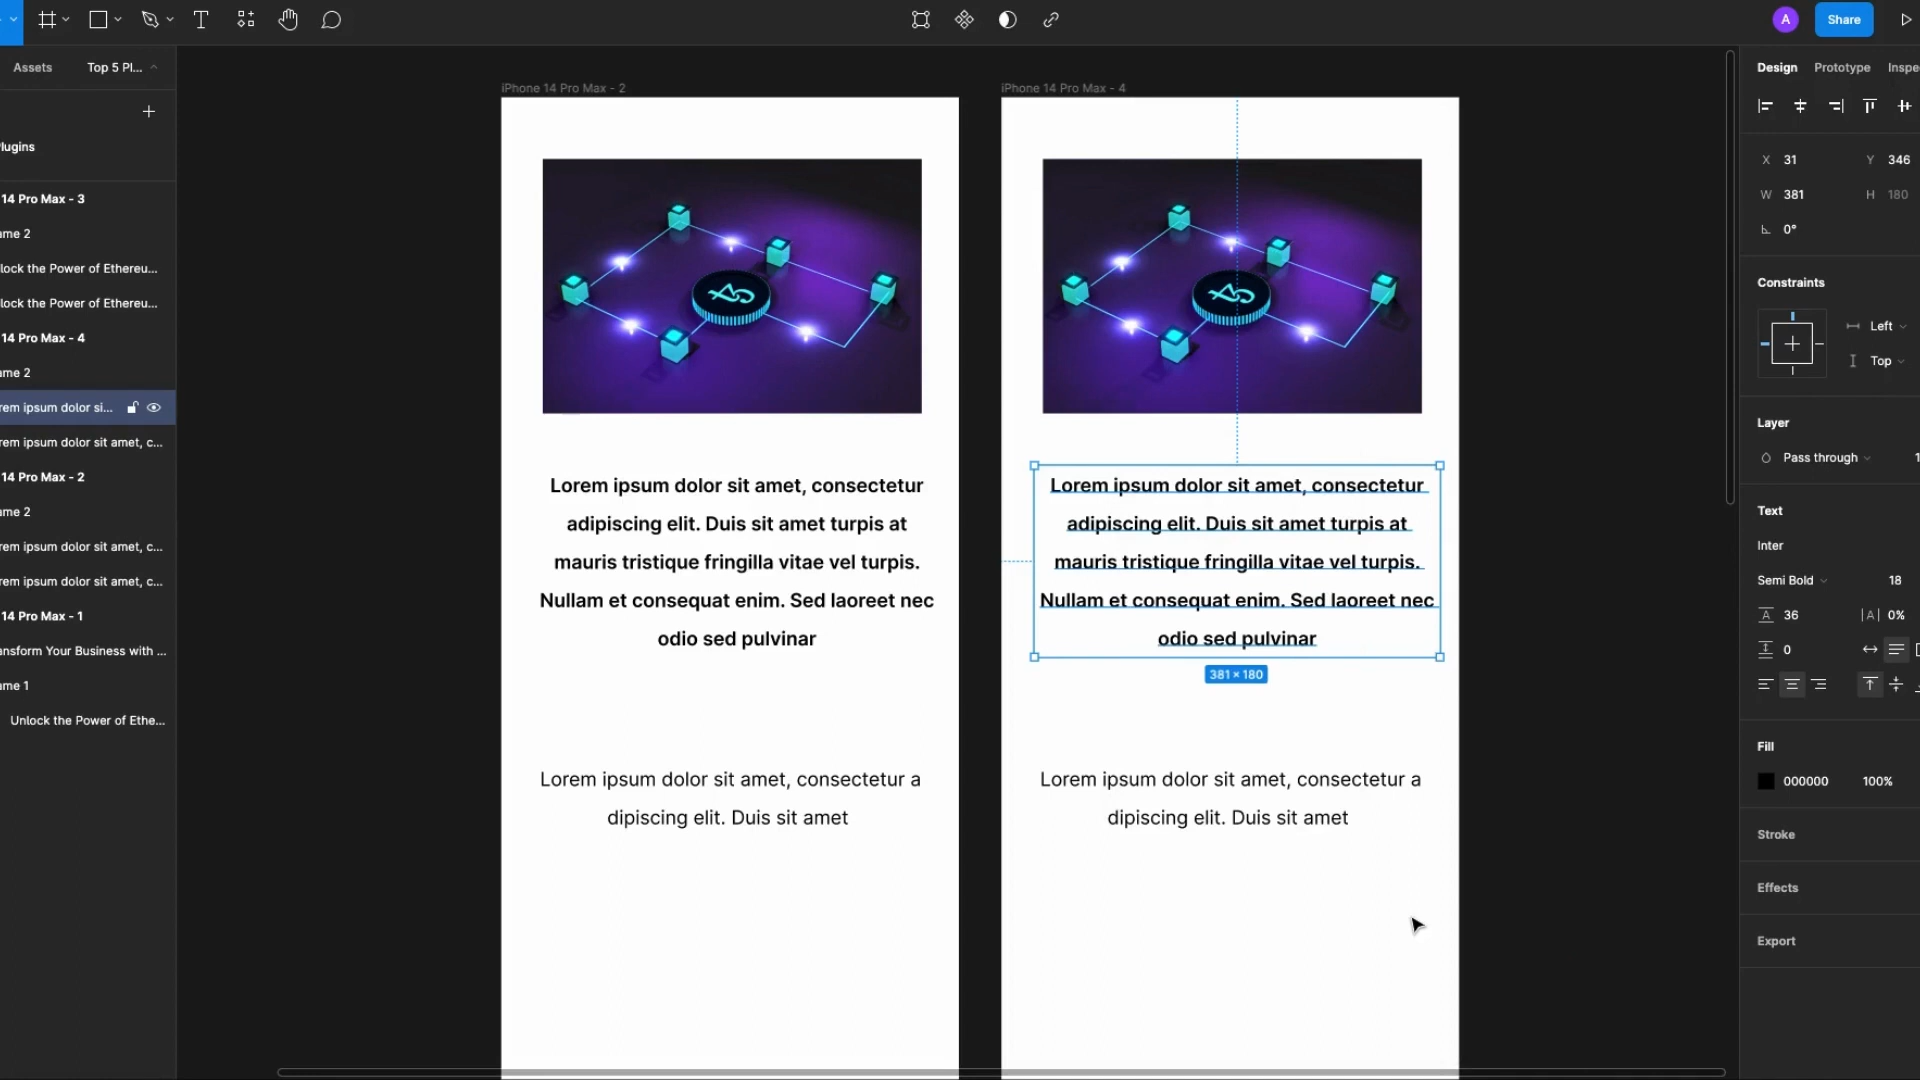 A
Share
Assets
Top 5 Pl...
Design
Prototype
Inspe
lugins
14 Pro Max - 3
ame 2
lock the Power of Ethereu...
lock the Power of Ethereu...
14 Pro Max - 4
ame 2
rem ipsum dolor si...
rem ipsum dolor sit amet, c...
14 Pro Max - 2
ame 2
rem ipsum dolor sit amet, c...
rem ipsum dolor sit amet, c...
14 Pro Max - 1
ansform Your Business with ...
ame 1
Unlock the Power of Ethe...
iPhone 14 Pro Max - 2
Lorem ipsum dolor sit amet, consectetur
adipiscing elit. Duis sit amet turpis at
mauris tristique fringilla vitae vel turpis.
Nullam et consequat enim. Sed laoreet nec
odio sed pulvinar
Lorem ipsum dolor sit amet, consectetur a
dipiscing elit. Duis sit amet
iPhone 14 Pro Max - 4
Lorem ipsum dolor sit amet, consectetur
adipiscing elit. Duis sit amet turpis at
mauris tristique fringilla vitae vel turpis.
Nullam et consequat enim. Sed laoreet nec
odio sed pulvinar
381 × 180
Lorem ipsum dolor sit amet, consectetur a
dipiscing elit. Duis sit amet
X 31 Y 346
W 381 H 180
0°
Constraints
Left
Top
Layer
Pass through 1
Text
Inter
Semi Bold 18
36 |A| 0%
0
Fill
000000 100%
Stroke
Effects
Export